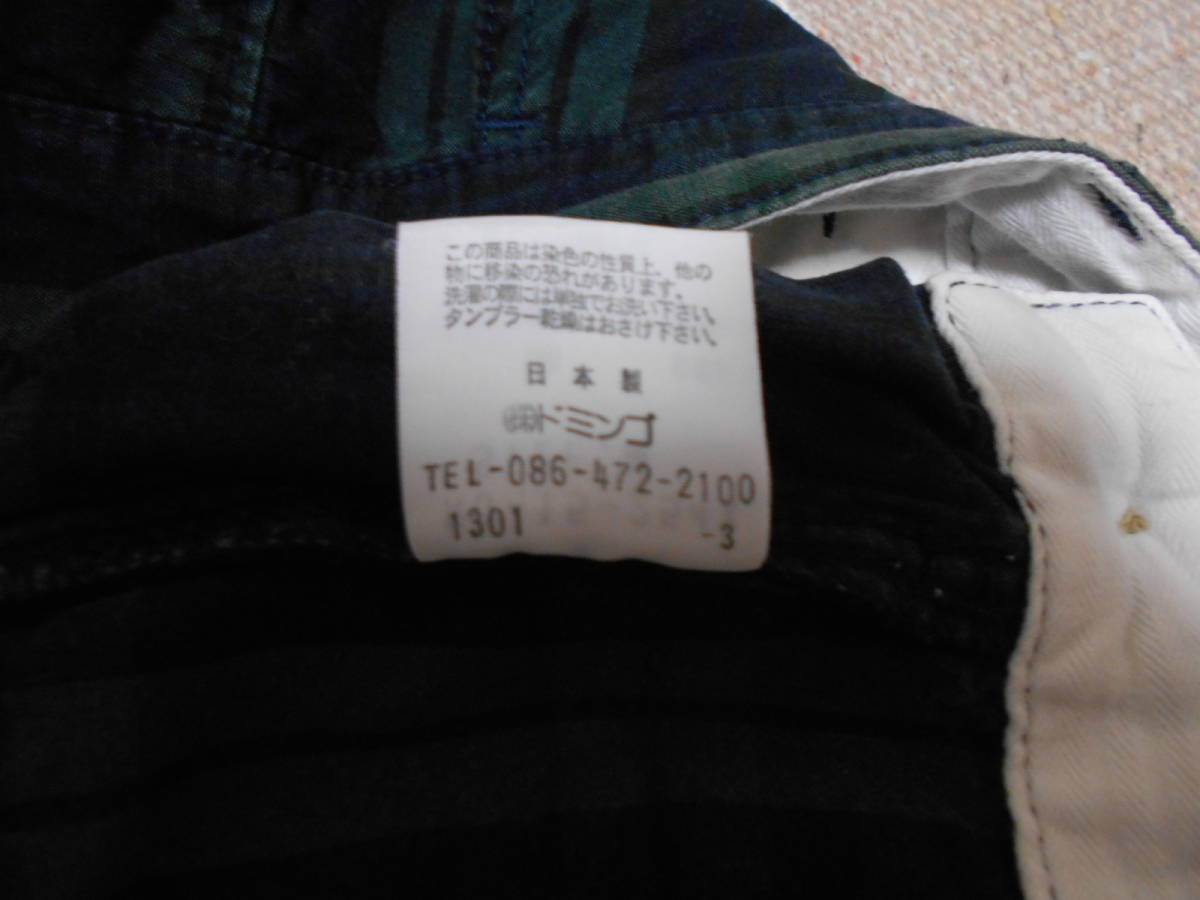 この商品は染色の性質上、他の
物に移染の恐れがあります。
洗濯の際には単独でお洗い下さい。
タンブラー乾燥はおさけ下さい。
日本製
㈱ドミンゴ
TEL-086-472-2100
1301 -3